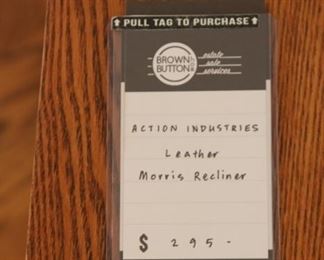 ↑ PULL TAG TO PURCHASE ↑
BROWN
BUTTON
estate
sale
services
ACTION INDUSTRIES
Leather
Morris Recliner
$ 295-